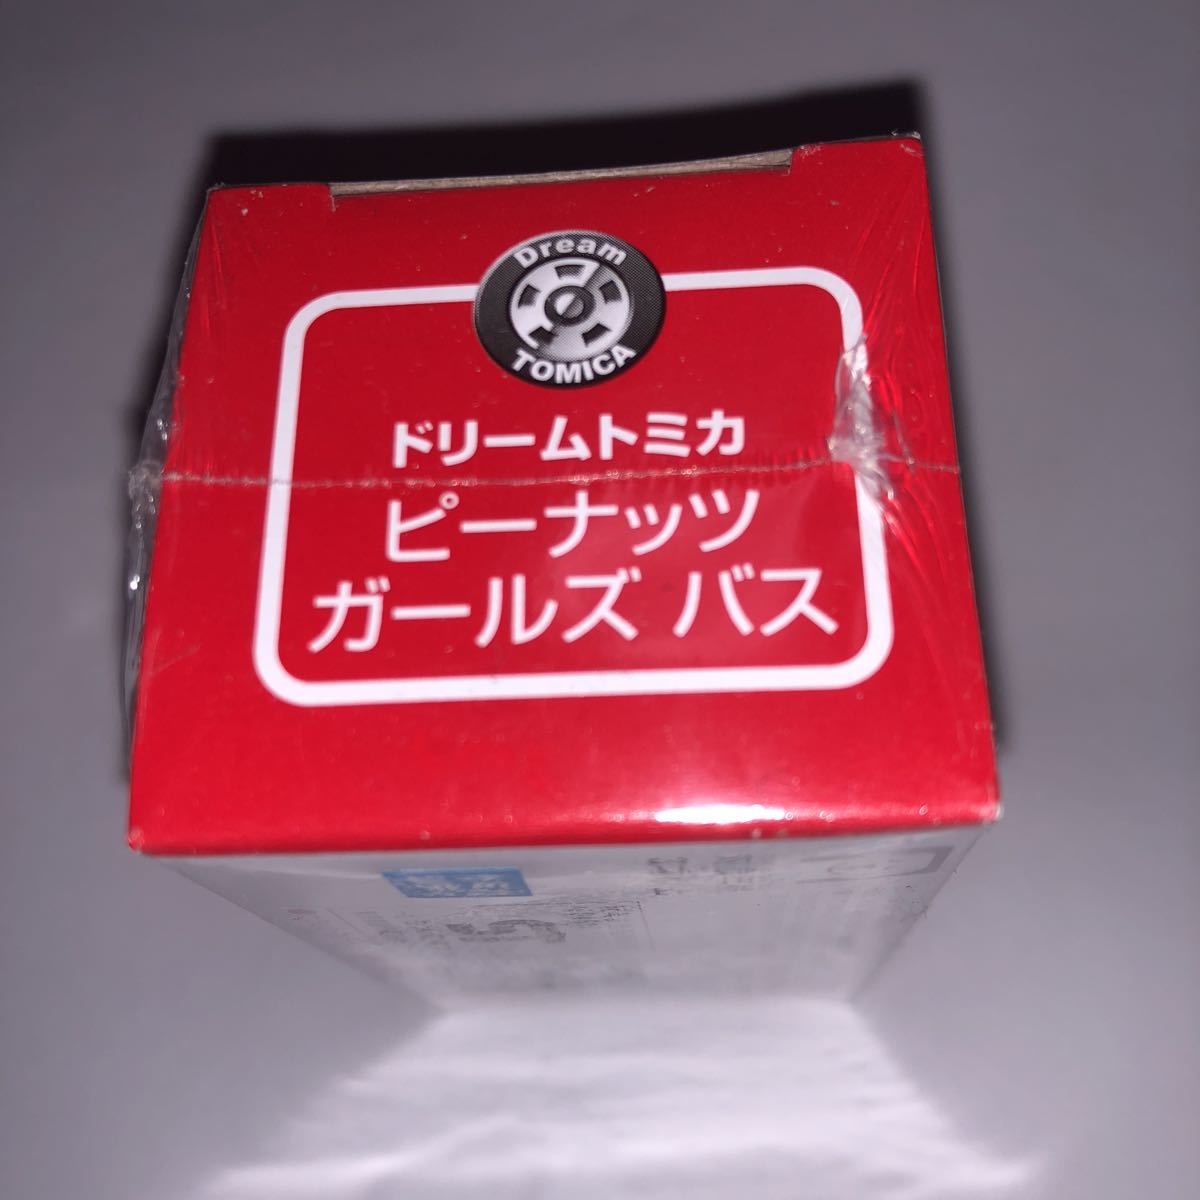 Dream
TOMICA
ドリームトミカ
ピーナッツ
ガールズ バス